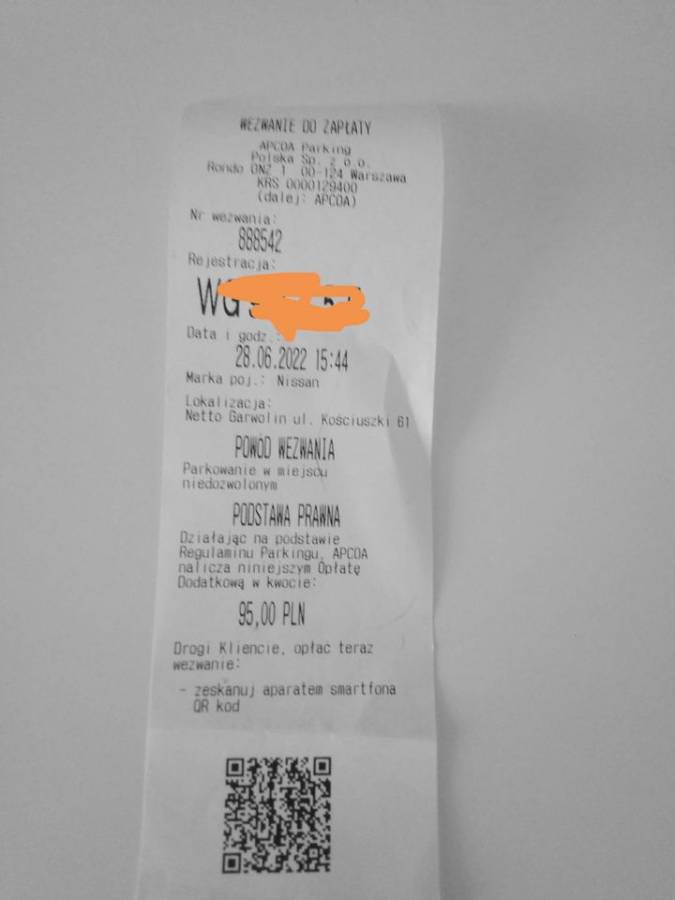 WEZWANIE DO ZAPŁATY
APCOA Parking
Polska Sp. z o.o.
Rondo ONZ 1 00-124 Warszawa
KRS 0000129400
(dalej: APCOA)
Nr wezwania:
888542
Rejestracja:
WG
Data i godz.:
28.06.2022 15:44
Marka poj.: Nissan
Lokalizacja:
Netto Garwolin ul. Kościuszki 61
POWÓD WEZWANIA
Parkowanie w miejscu
niedozwolonym
PODSTAWA PRAWNA
Działając na podstawie
Regulaminu Parkingu, APCOA
nalicza niniejszym Opłatę
Dodatkową w kwocie:
95,00 PLN
Drogi Kliencie, opłać teraz
wezwanie:
- zeskanuj aparatem smartfona
QR kod